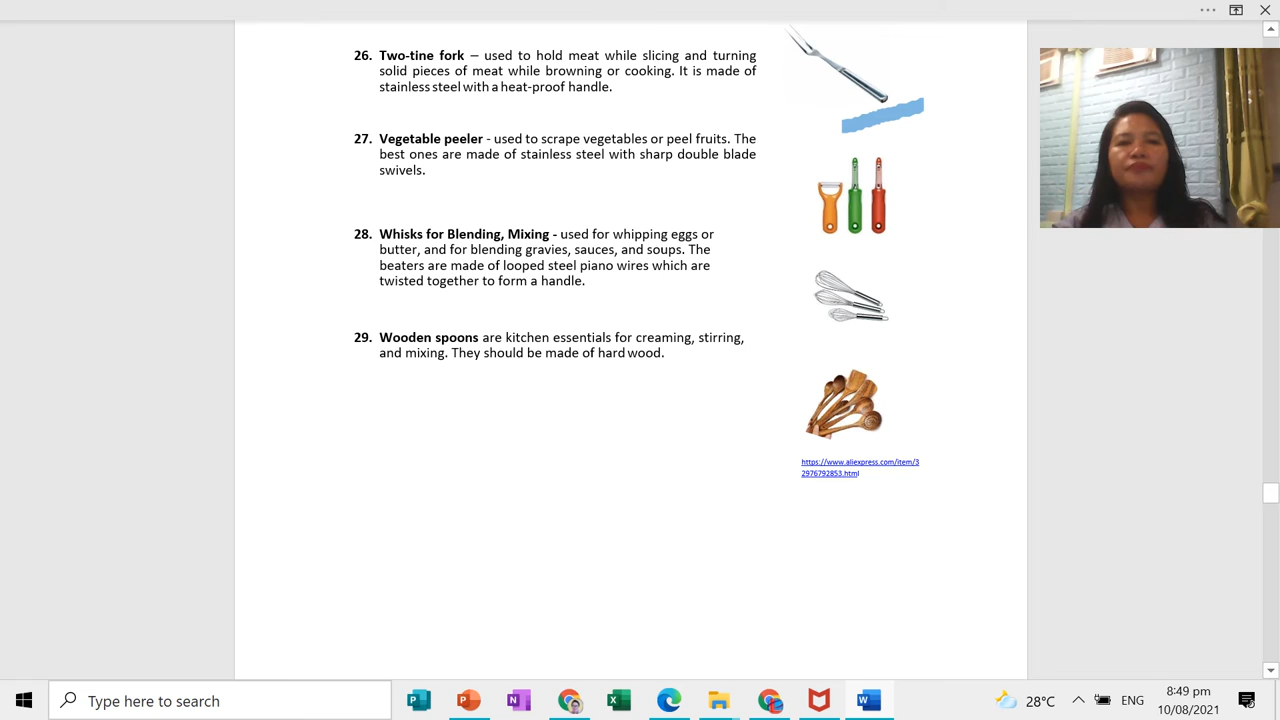 26. Two-tine fork – used to hold meat while slicing and turning
solid pieces of meat while browning or cooking. It is made of
stainless steel with a heat-proof handle.
27. Vegetable peeler - used to scrape vegetables or peel fruits. The
best ones are made of stainless steel with sharp double blade
swivels.
28. Whisks for Blending, Mixing - used for whipping eggs or
butter, and for blending gravies, sauces, and soups. The
beaters are made of looped steel piano wires which are
twisted together to form a handle.
29. Wooden spoons are kitchen essentials for creaming, stirring,
and mixing. They should be made of hard wood.
https://www.aliexpress.com/item/3
2976792853.html
Type here to search
28°C
ENG
8:49 pm
10/08/2021